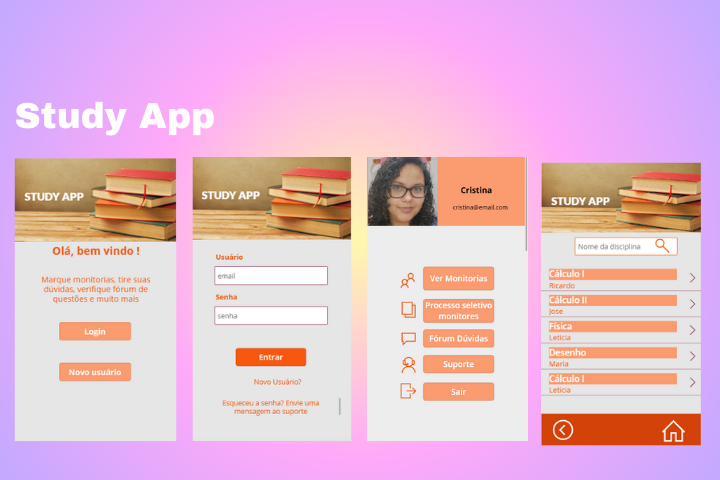 Study App
STUDY APP
Olá, bem vindo !
Marque monitorias, tire suas
dúvidas, verifique fórum de
questões e muito mais
Login
Novo usuário
STUDY APP
Usuário
email
Senha
senha
Entrar
Novo Usuário?
Esqueceu a senha? Envie uma
mensagem ao suporte
Cristina
cristina@email.com
Ver Monitorias
Processo seletivo
monitores
Fórum Dúvidas
Suporte
Sair
STUDY APP
Nome da disciplina
Cálculo I
Ricardo
Cálculo II
Jose
Física
Leticia
Desenho
Maria
Cálculo I
Leticia